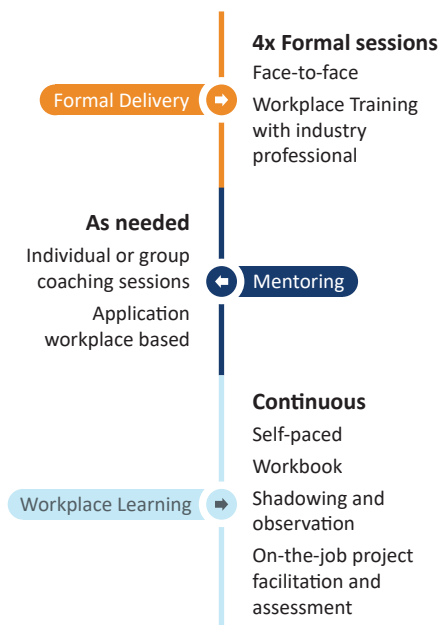 Formal Delivery
4x Formal sessions
Face-to-face
Workplace Training
with industry
professional
As needed
Individual or group
coaching sessions
Application
workplace based
Mentoring
Workplace Learning
Continuous
Self-paced
Workbook
Shadowing and
observation
On-the-job project
facilitation and
assessment